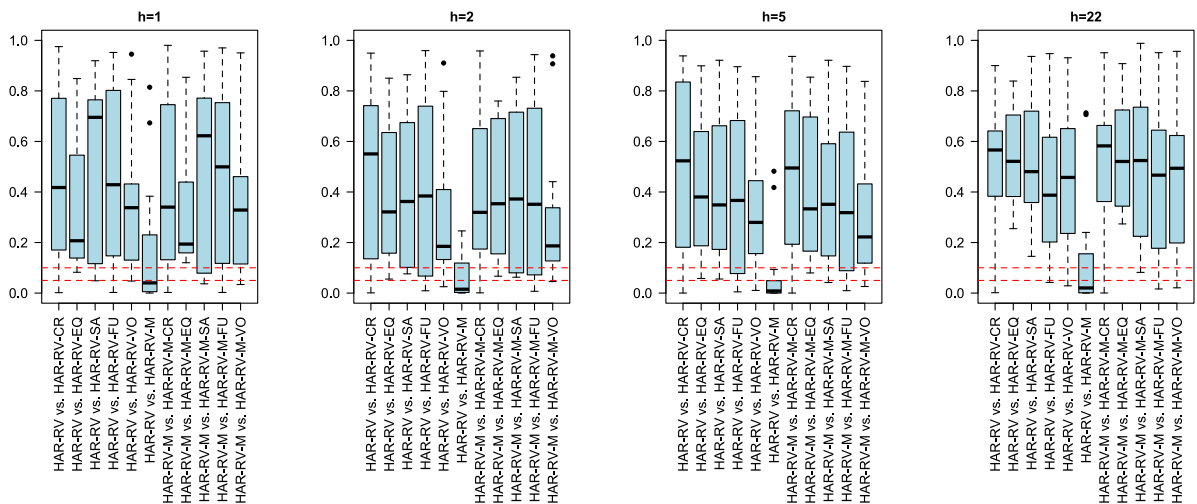 h=1
1.0
0.8
0.6
0.4
0.2
0.0
HAR-RV vs. HAR-RV-CR
HAR-RV vs. HAR-RV-EQ
HAR-RV vs. HAR-RV-SA
HAR-RV vs. HAR-RV-FU
HAR-RV vs. HAR-RV-VO
HAR-RV vs. HAR-RV-M
HAR-RV-M vs. HAR-RV-M-CR
HAR-RV-M vs. HAR-RV-M-EQ
HAR-RV-M vs. HAR-RV-M-SA
HAR-RV-M vs. HAR-RV-M-FU
HAR-RV-M vs. HAR-RV-M-VO
h=2
1.0
0.8
0.6
0.4
0.2
0.0
HAR-RV vs. HAR-RV-CR
HAR-RV vs. HAR-RV-EQ
HAR-RV vs. HAR-RV-SA
HAR-RV vs. HAR-RV-FU
HAR-RV vs. HAR-RV-VO
HAR-RV vs. HAR-RV-M
HAR-RV-M vs. HAR-RV-M-CR
HAR-RV-M vs. HAR-RV-M-EQ
HAR-RV-M vs. HAR-RV-M-SA
HAR-RV-M vs. HAR-RV-M-FU
HAR-RV-M vs. HAR-RV-M-VO
h=5
1.0
0.8
0.6
0.4
0.2
0.0
HAR-RV vs. HAR-RV-CR
HAR-RV vs. HAR-RV-EQ
HAR-RV vs. HAR-RV-SA
HAR-RV vs. HAR-RV-FU
HAR-RV vs. HAR-RV-VO
HAR-RV vs. HAR-RV-M
HAR-RV-M vs. HAR-RV-M-CR
HAR-RV-M vs. HAR-RV-M-EQ
HAR-RV-M vs. HAR-RV-M-SA
HAR-RV-M vs. HAR-RV-M-FU
HAR-RV-M vs. HAR-RV-M-VO
h=22
1.0
0.8
0.6
0.4
0.2
0.0
HAR-RV vs. HAR-RV-CR
HAR-RV vs. HAR-RV-EQ
HAR-RV vs. HAR-RV-SA
HAR-RV vs. HAR-RV-FU
HAR-RV vs. HAR-RV-VO
HAR-RV vs. HAR-RV-M
HAR-RV-M vs. HAR-RV-M-CR
HAR-RV-M vs. HAR-RV-M-EQ
HAR-RV-M vs. HAR-RV-M-SA
HAR-RV-M vs. HAR-RV-M-FU
HAR-RV-M vs. HAR-RV-M-VO